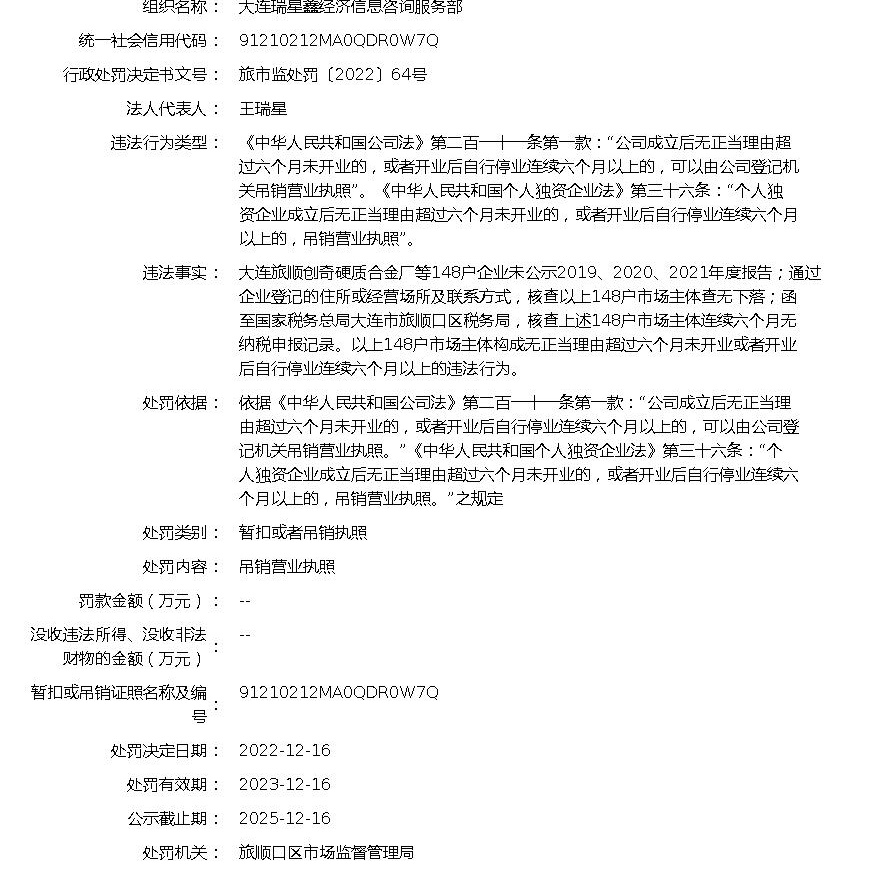 组织名称： 大连瑞星鑫经济信息咨询服务部
统一社会信用代码： 91210212MA0QDR0W7Q
行政处罚决定书文号： 旅市监处罚〔2022〕64号
法人代表人： 王瑞星
违法行为类型： 《中华人民共和国公司法》第二百一十一条第一款：“公司成立后无正当理由超
过六个月未开业的，或者开业后自行停业连续六个月以上的，可以由公司登记机
关吊销营业执照”。《中华人民共和国个人独资企业法》第三十六条：“个人独
资企业成立后无正当理由超过六个月未开业的，或者开业后自行停业连续六个月
以上的，吊销营业执照”。
违法事实： 大连旅顺创奇硬质合金厂等148户企业未公示2019、2020、2021年度报告；通过
企业登记的住所或经营场所及联系方式，核查以上148户市场主体查无下落；函
至国家税务总局大连市旅顺口区税务局，核查上述148户市场主体连续六个月无
纳税申报记录。以上148户市场主体构成无正当理由超过六个月未开业或者开业
后自行停业连续六个月以上的违法行为。
处罚依据： 依据《中华人民共和国公司法》第二百一十一条第一款：“公司成立后无正当理
由超过六个月未开业的，或者开业后自行停业连续六个月以上的，可以由公司登
记机关吊销营业执照。”《中华人民共和国个人独资企业法》第三十六条：“个
人独资企业成立后无正当理由超过六个月未开业的，或者开业后自行停业连续六
个月以上的，吊销营业执照。”之规定
处罚类别： 暂扣或者吊销执照
处罚内容： 吊销营业执照
罚款金额（万元）： --
没收违法所得、没收非法
财物的金额（万元）： --
暂扣或吊销证照名称及编
号： 91210212MA0QDR0W7Q
处罚决定日期： 2022-12-16
处罚有效期： 2023-12-16
公示截止期： 2025-12-16
处罚机关： 旅顺口区市场监督管理局